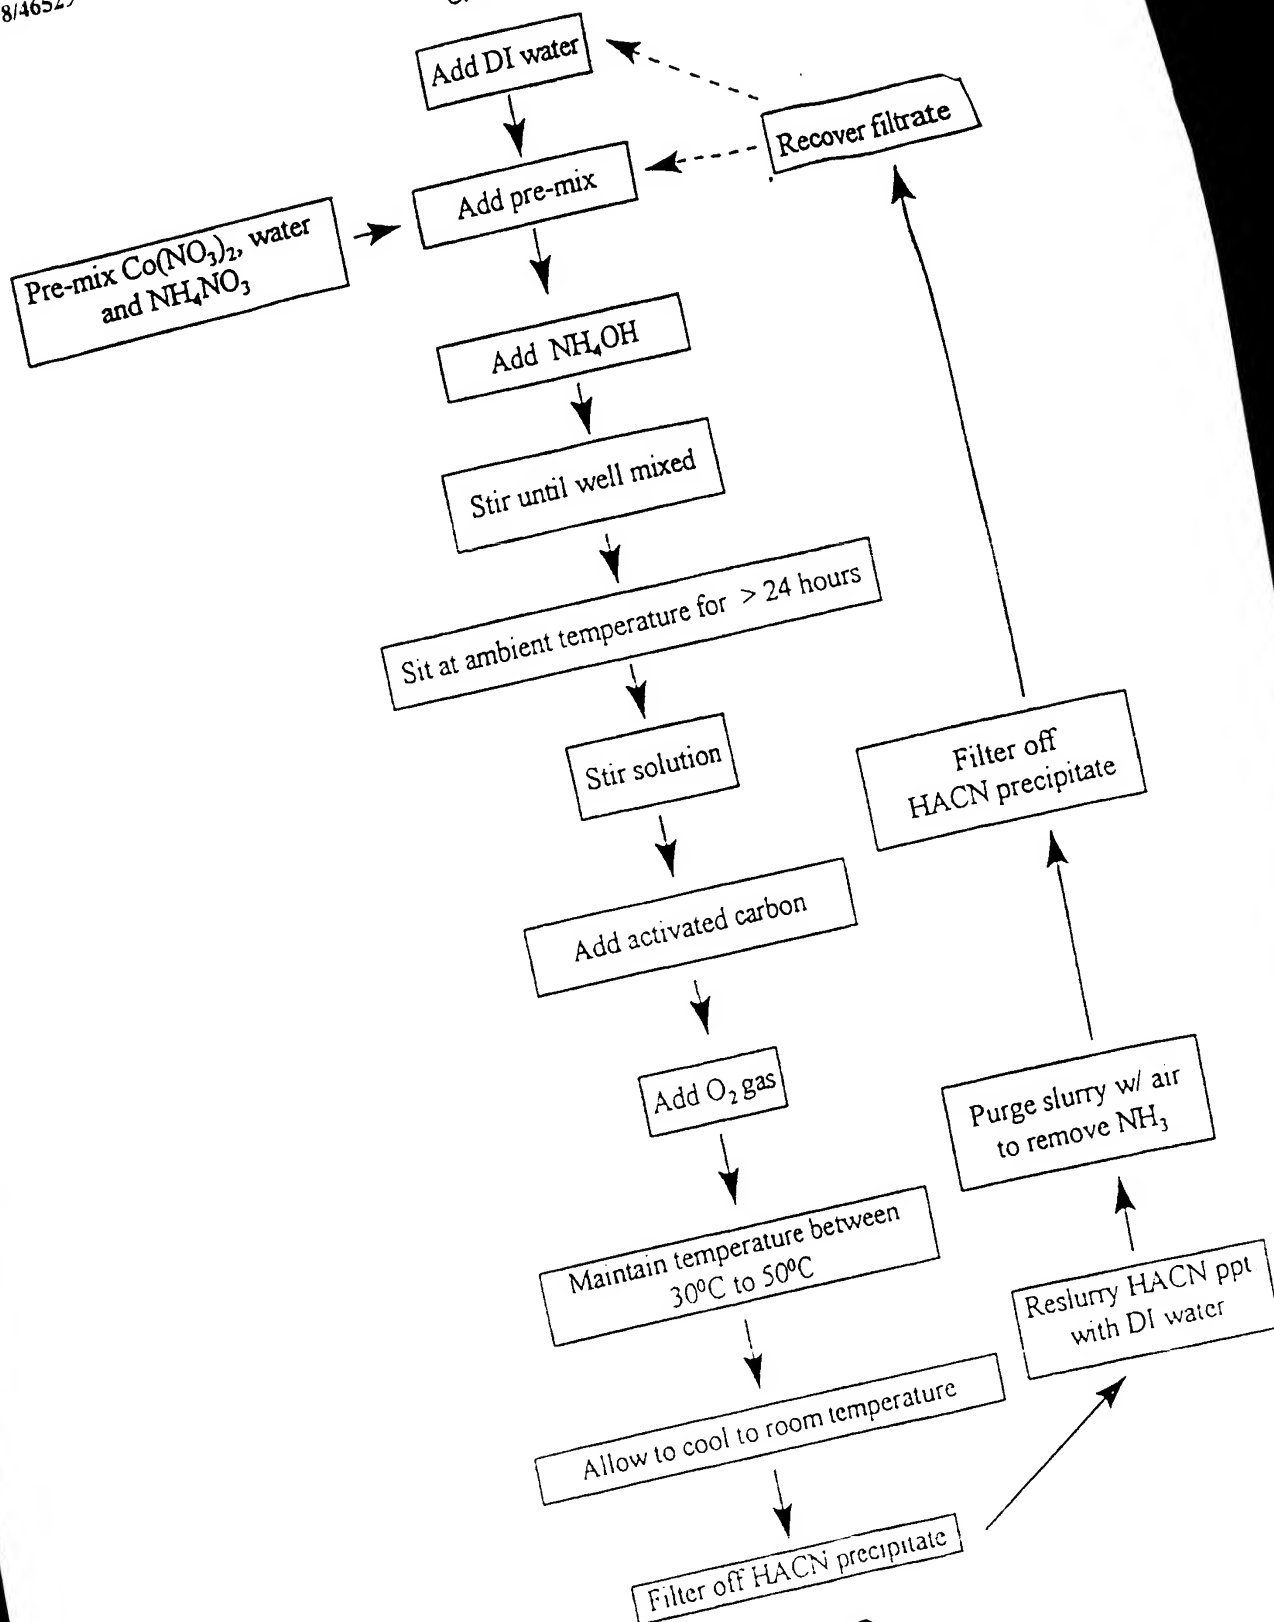 8/46529
Add DI water
Recover filtrate
Add pre-mix
Pre-mix Co(NO₃)₂, water
and NH₄NO₃
Add NH₄OH
Stir until well mixed
Sit at ambient temperature for > 24 hours
Stir solution
Filter off
HACN precipitate
Add activated carbon
Add O₂ gas
Purge slurry w/ air
to remove NH₃
Maintain temperature between
30⁰C to 50⁰C
Reslurry HACN ppt
with DI water
Allow to cool to room temperature
Filter off HACN precipitate